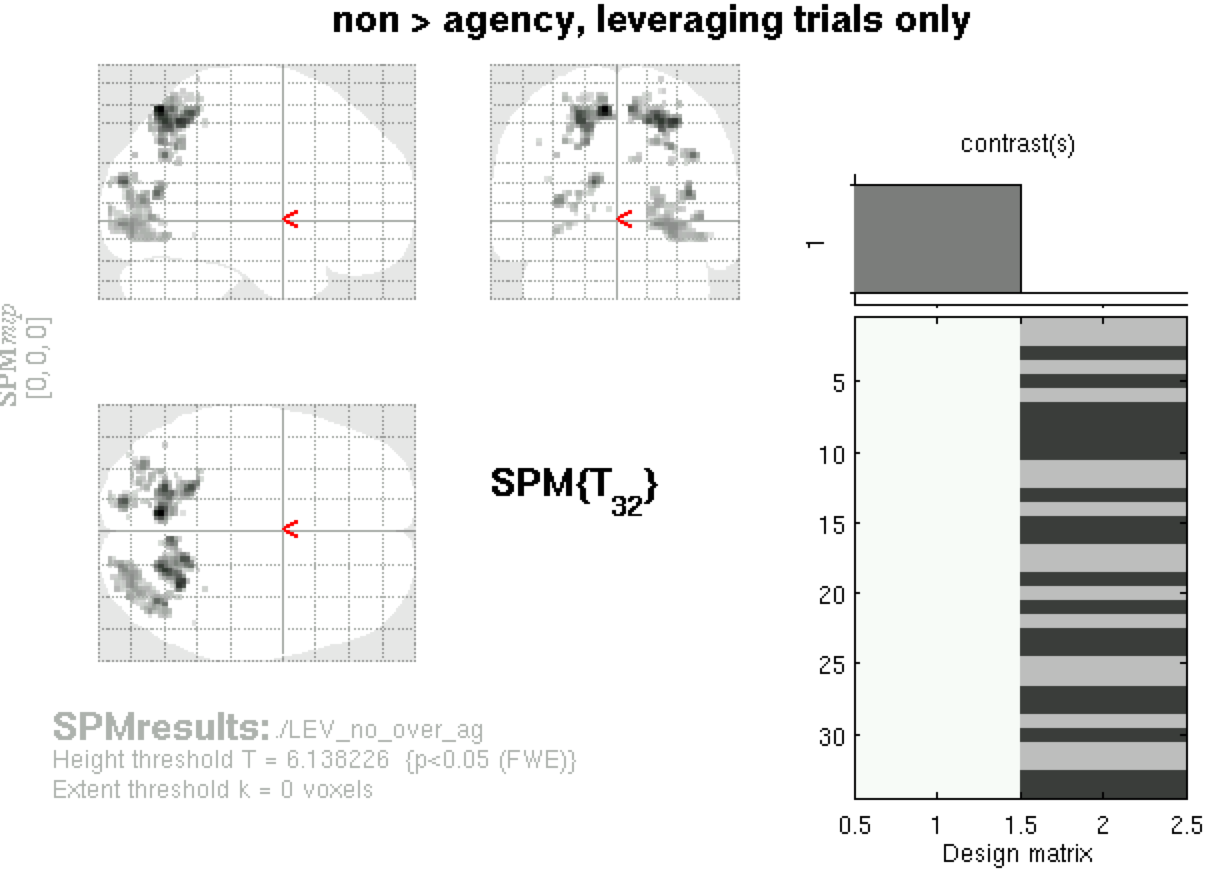 non > agency, leveraging trials only
contrast(s)
1
SPMmip
[0, 0, 0]
<
<
<
SPM{T32}
5
10
15
20
25
30
0.5 1 1.5 2 2.5
Design matrix
SPMresults: ./LEV_no_over_ag
Height threshold T = 6.138226 {p<0.05 (FWE)}
Extent threshold k = 0 voxels